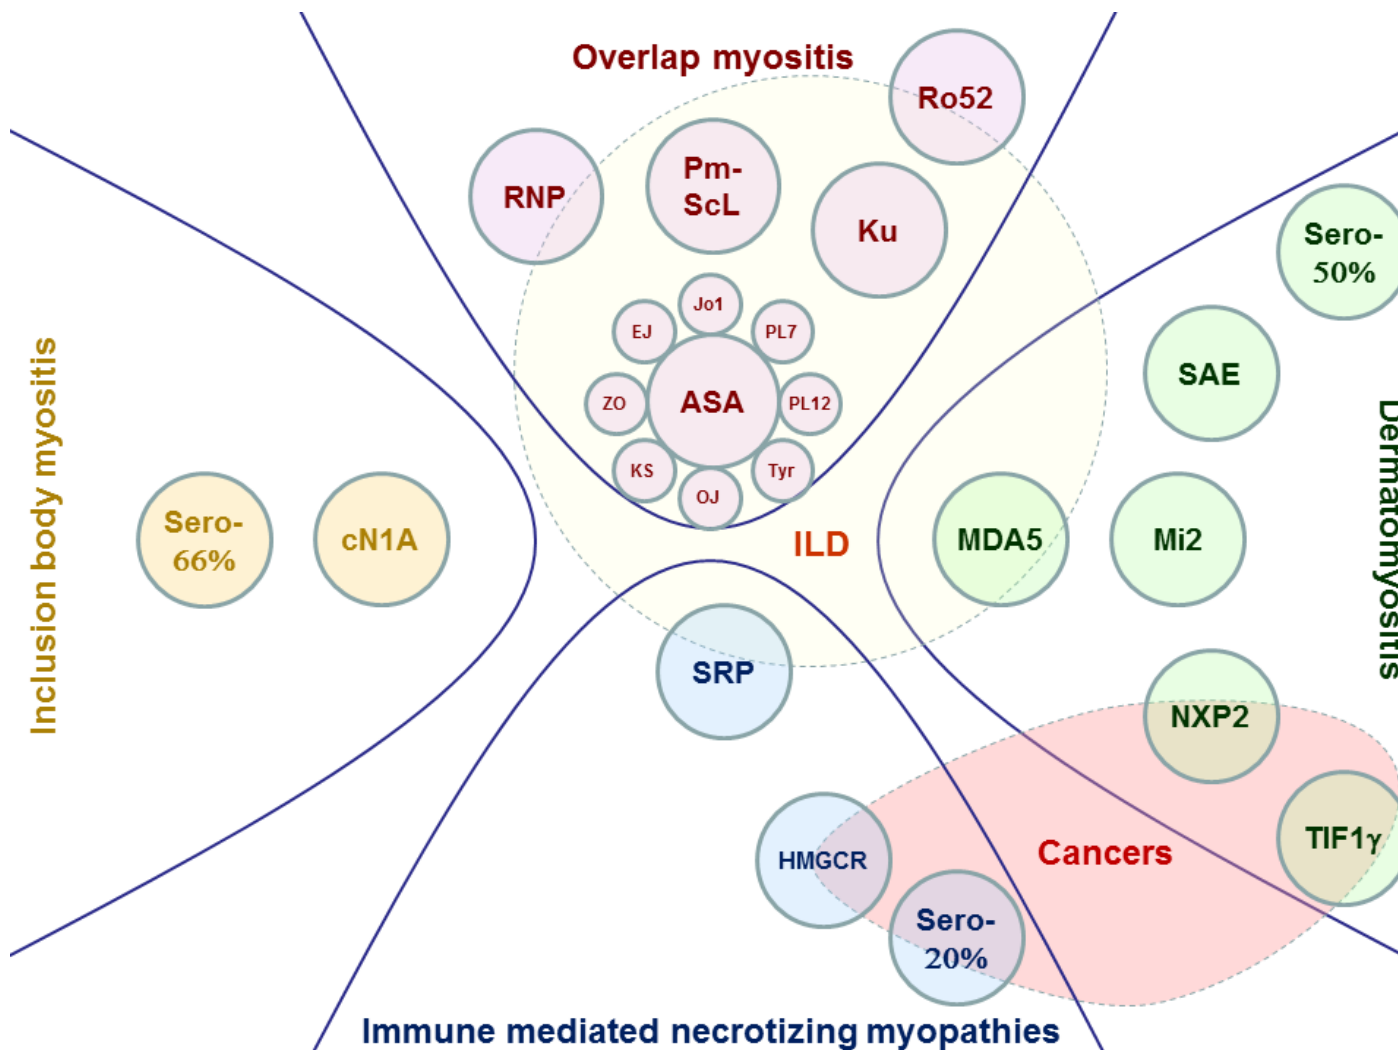 Overlap myositis
Ro52
Pm-
ScL
RNP
Ku
Sero-
50%
Jo1
EJ
PL7
SAE
ZO
ASA
PL12
KS
Tyr
OJ
Inclusion body myositis
Sero-
66%
cN1A
ILD
MDA5
Mi2
Dermatomyositis
SRP
NXP2
TIF1γ
Cancers
HMGCR
Sero-
20%
Immune mediated necrotizing myopathies